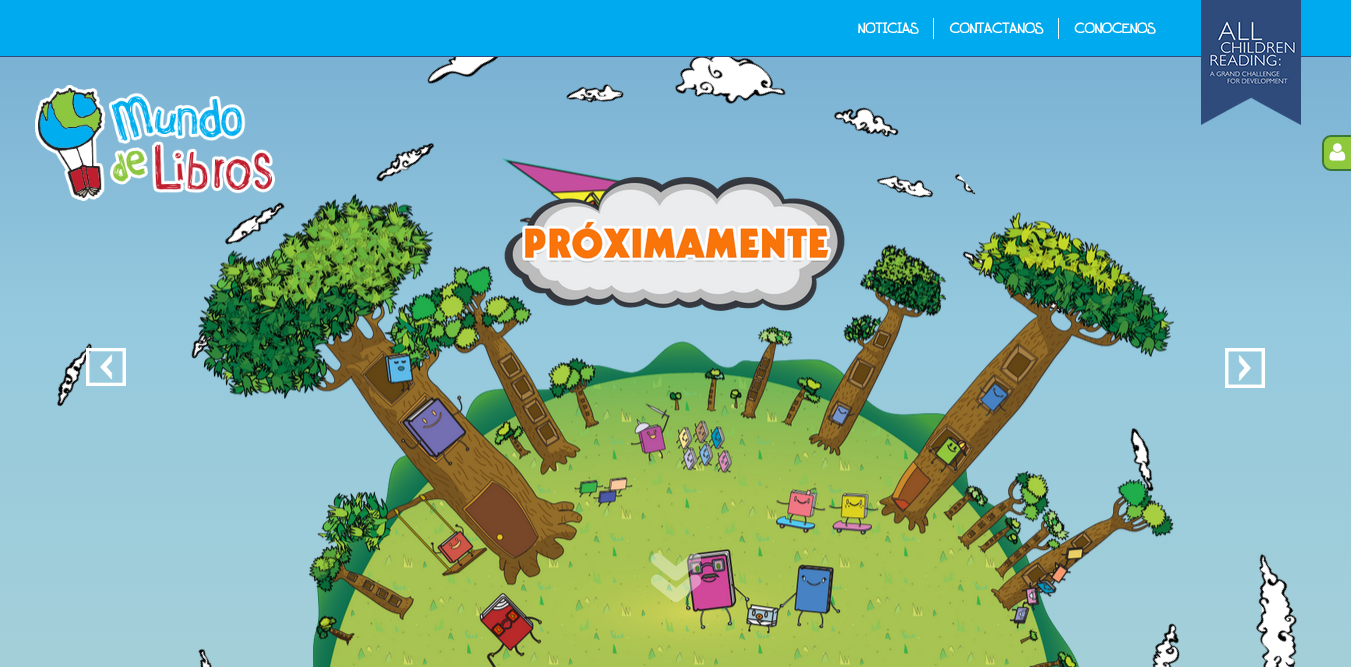 NOTICIAS
CONTACTANOS
CONOCENOS
ALL
CHILDREN
READING:
A GRAND CHALLENGE
FOR DEVELOPMENT
Mundo
de Libros
PRÓXIMAMENTE